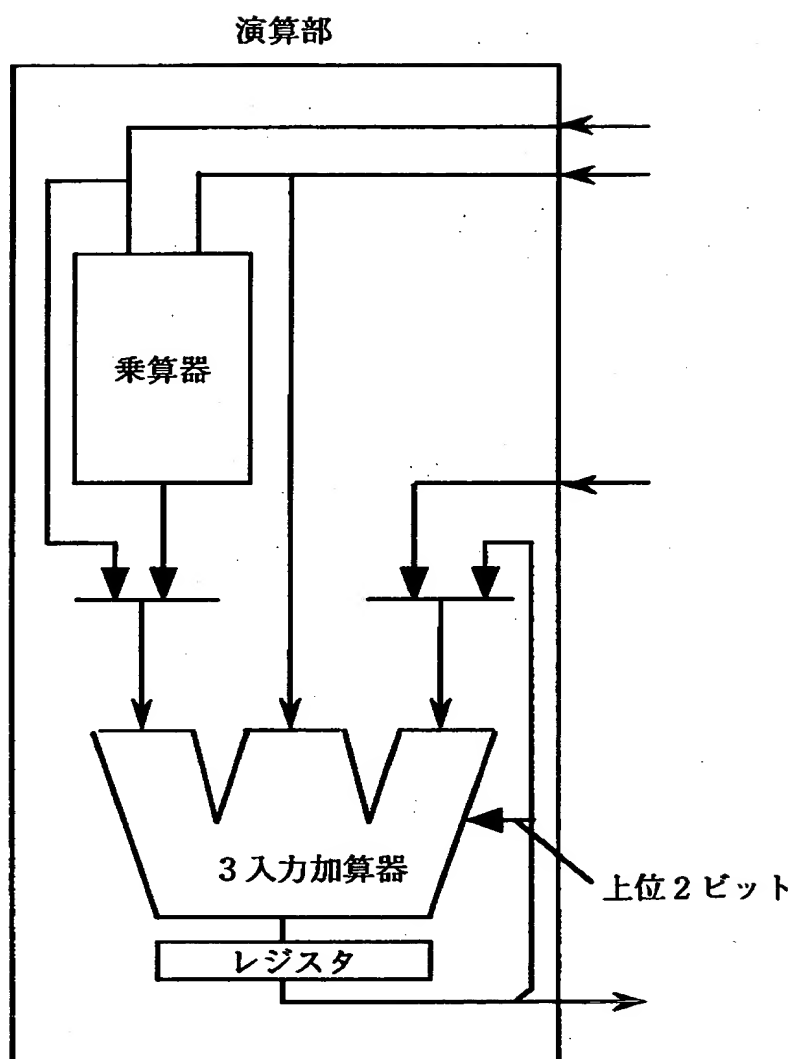 演算部
乗算器
3入力加算器
上位2ビット
レジスタ